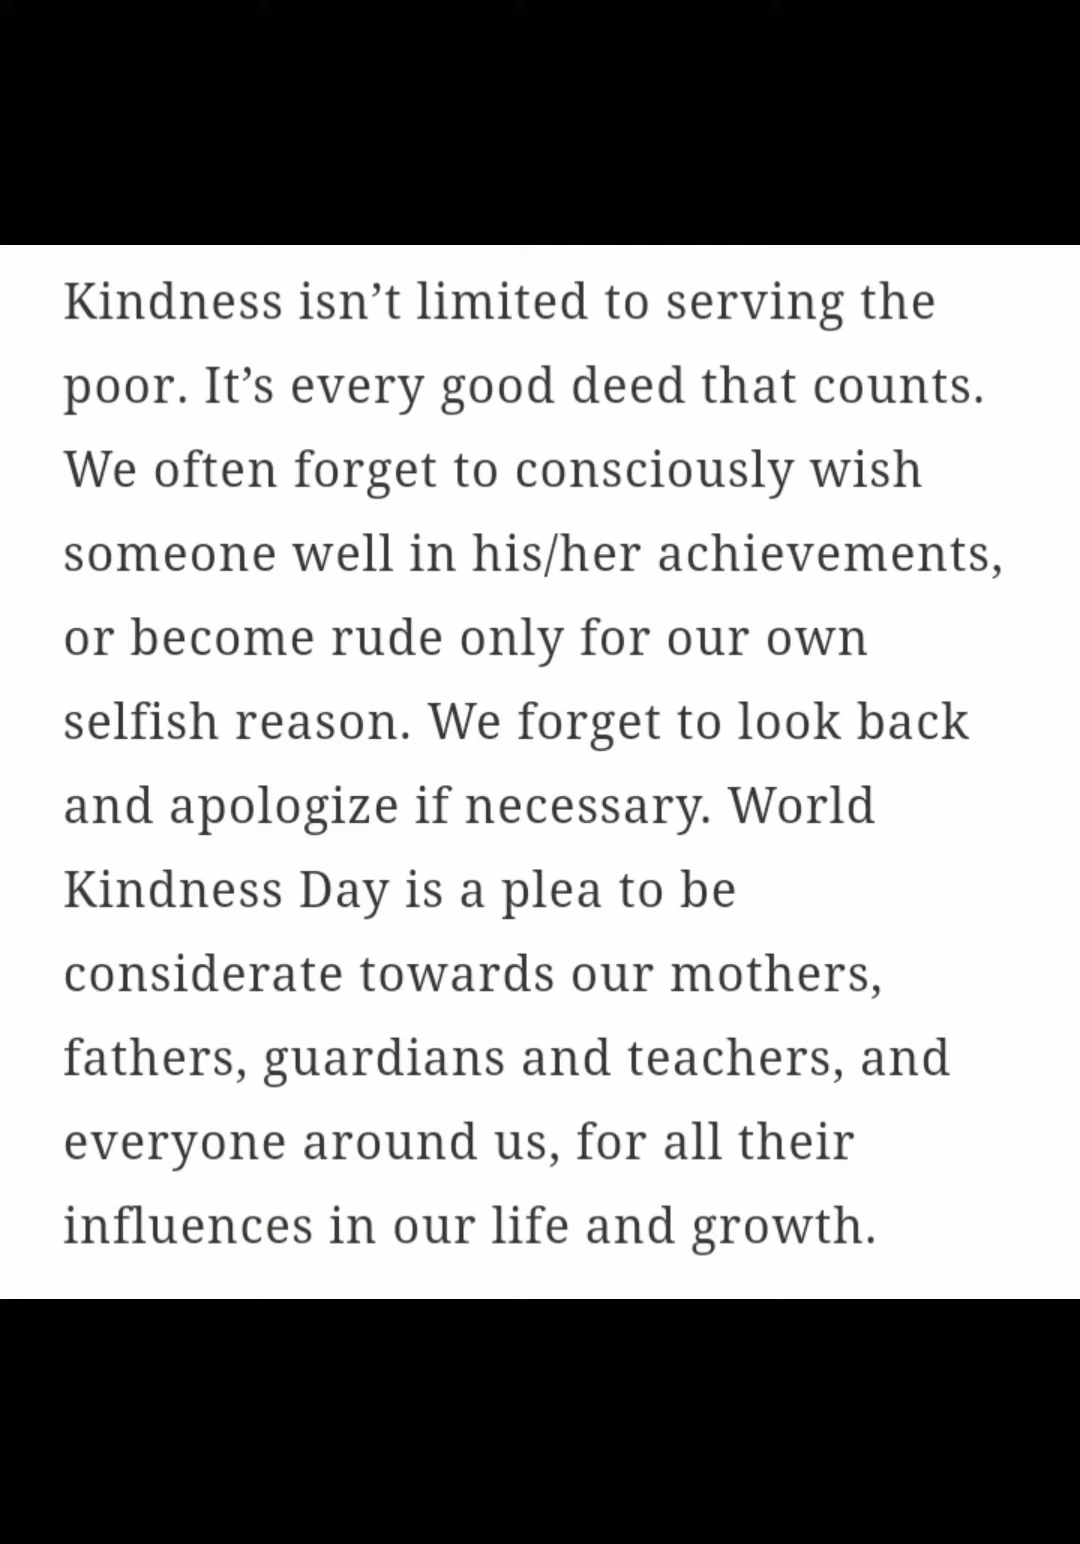 Kindness isn’t limited to serving the
poor. It’s every good deed that counts.
We often forget to consciously wish
someone well in his/her achievements,
or become rude only for our own
selfish reason. We forget to look back
and apologize if necessary. World
Kindness Day is a plea to be
considerate towards our mothers,
fathers, guardians and teachers, and
everyone around us, for all their
influences in our life and growth.